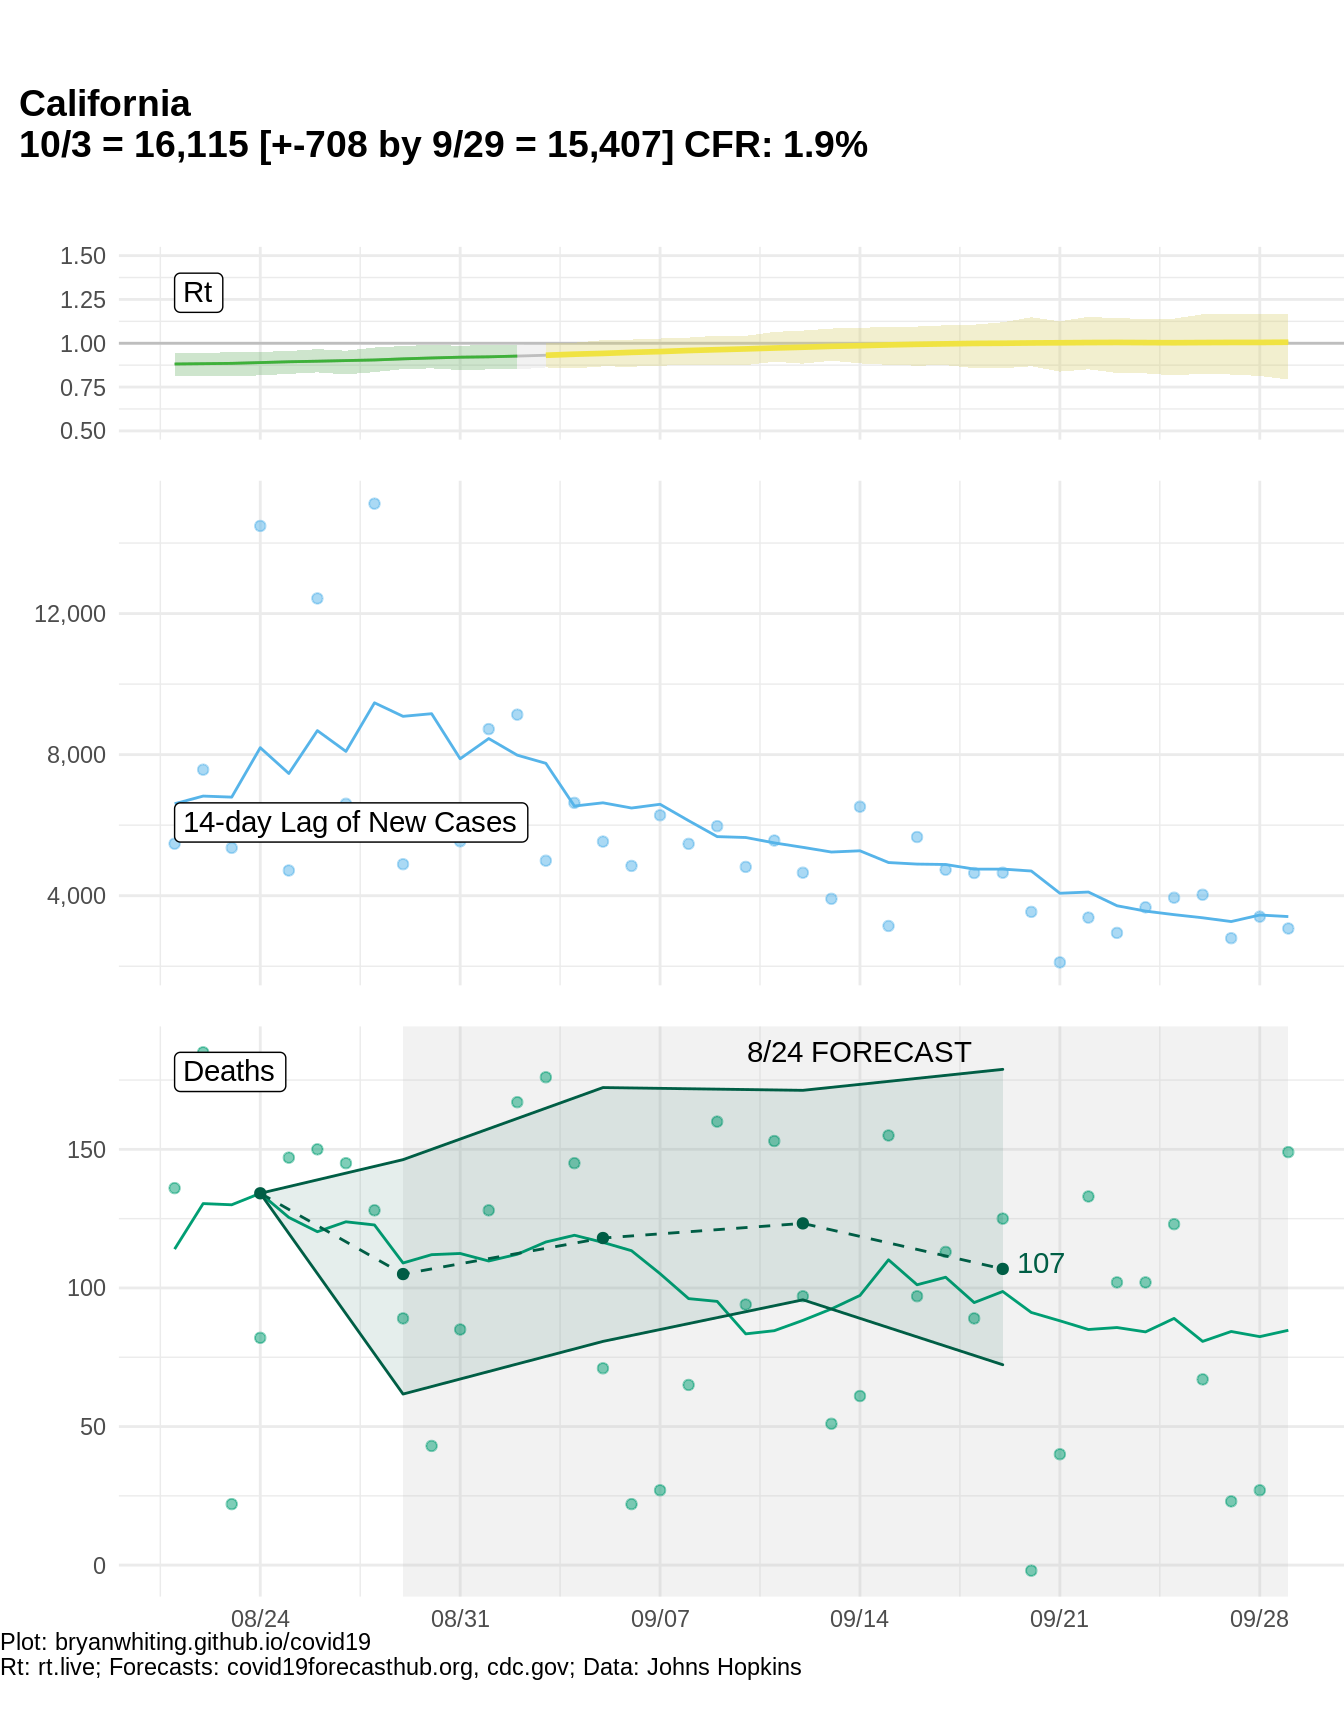 California
10/3 = 16,115 [+-708 by 9/29 = 15,407] CFR: 1.9%
1.50
Rt
1.25
1.00
0.75
0.50
12,000
8,000
14-day Lag of New Cases
4,000
8/24 FORECAST
Deaths
150
107
100
50
0
08/24 08/31 09/07 09/14 09/21 09/28
Plot: bryanwhiting.github.io/covid19
Rt: rt.live; Forecasts: covid19forecasthub.org, cdc.gov; Data: Johns Hopkins